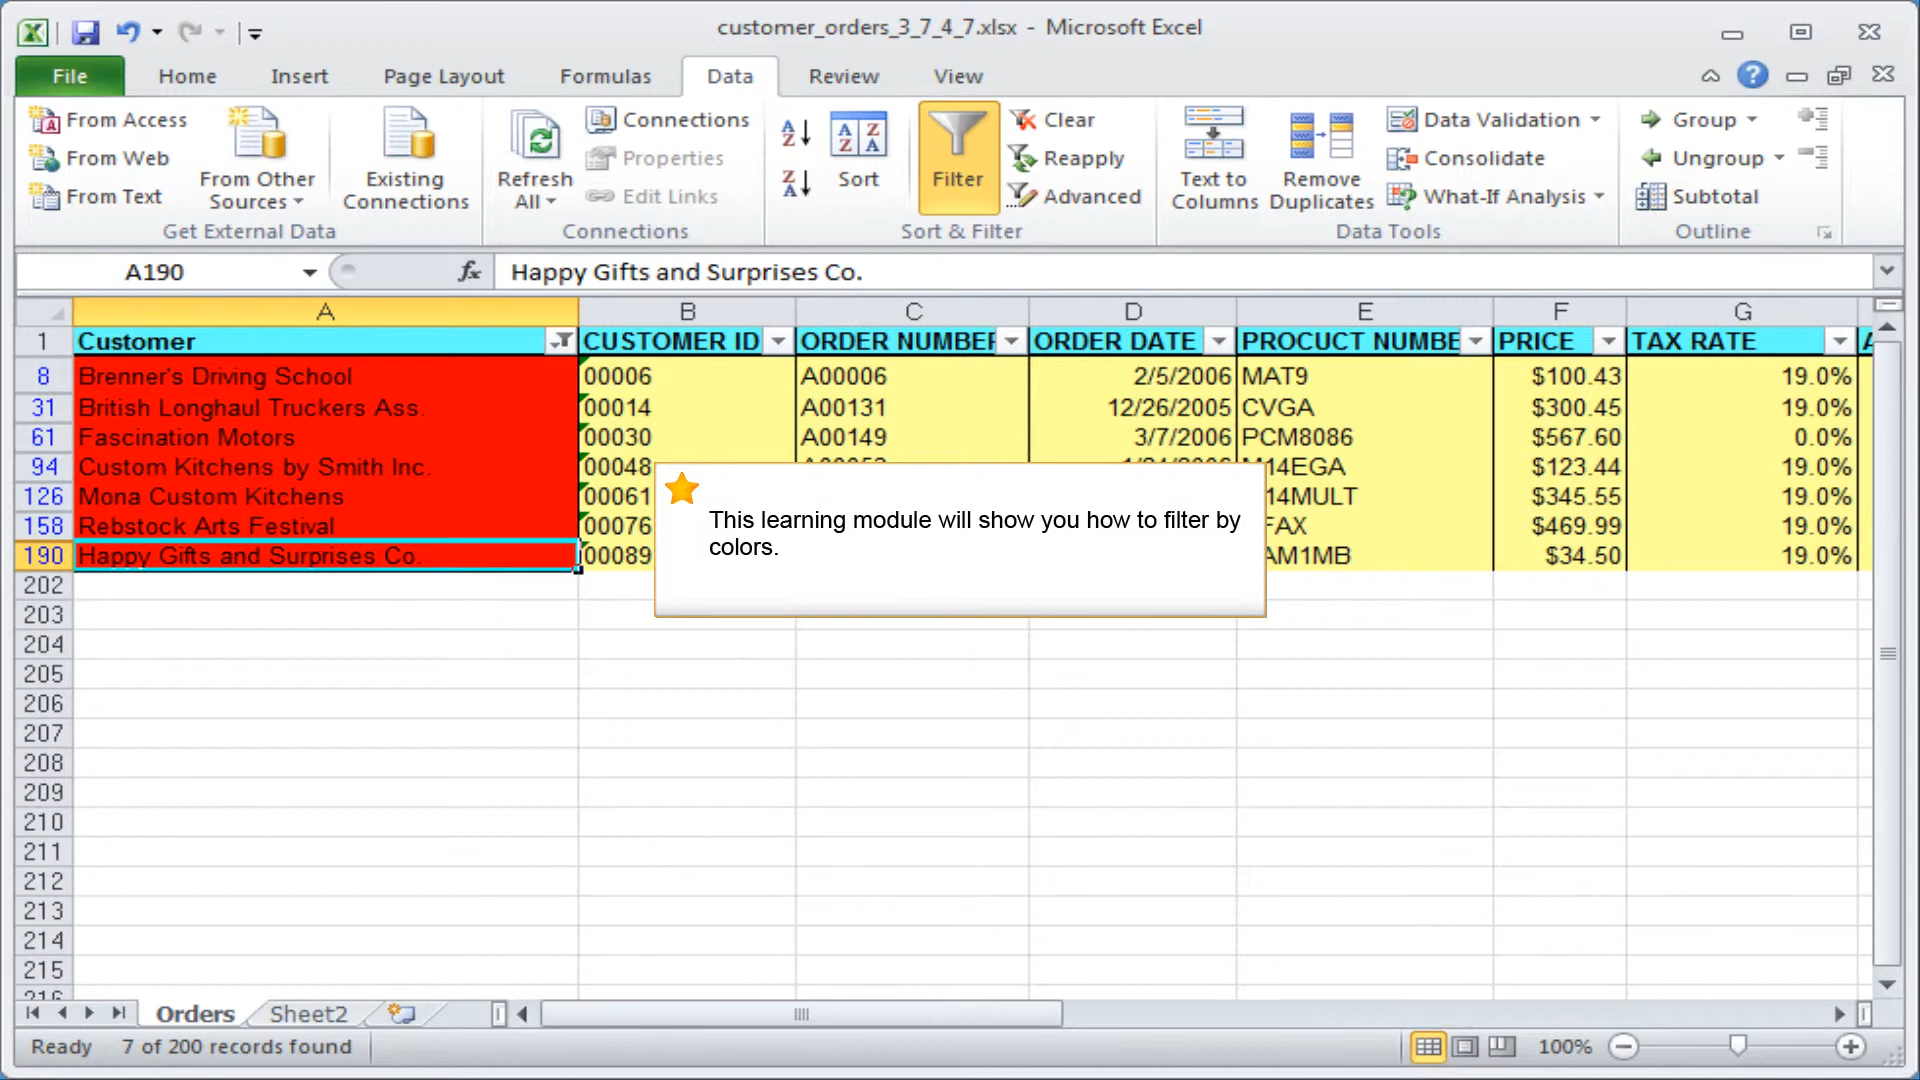 customer_orders_3_7_4_7.xlsx - Microsoft Excel
File Home Insert Page Layout Formulas Data Review View
From Access
From Web
From Text
From Other
Sources
Existing
Connections
Get External Data
Refresh
All
Connections
Properties
Edit Links
Connections
Sort
Filter
Clear
Reapply
Advanced
Sort & Filter
Text to
Columns
Remove
Duplicates
Data Validation
Consolidate
What-If Analysis
Data Tools
Group
Ungroup
Subtotal
Outline
A190 fx Happy Gifts and Surprises Co.
A B C D E F G
1 Customer CUSTOMER ID ORDER NUMBER ORDER DATE PROCUCT NUMBE PRICE TAX RATE
8 Brenner's Driving School 00006 A00006 2/5/2006 MAT9 $100.43 19.0%
31 British Longhaul Truckers Ass. 00014 A00131 12/26/2005 CVGA $300.45 19.0%
61 Fascination Motors 00030 A00149 3/7/2006 PCM8086 $567.60 0.0%
94 Custom Kitchens by Smith Inc. 00048 14EGA $123.44 19.0%
126 Mona Custom Kitchens 00061 14MULT $345.55 19.0%
158 Rebstock Arts Festival 00076 FAX $469.99 19.0%
190 Happy Gifts and Surprises Co. 00089 AM1MB $34.50 19.0%
This learning module will show you how to filter by
colors.
202
203
204
205
206
207
208
209
210
211
212
213
214
215
216
Orders Sheet2
Ready 7 of 200 records found 100%